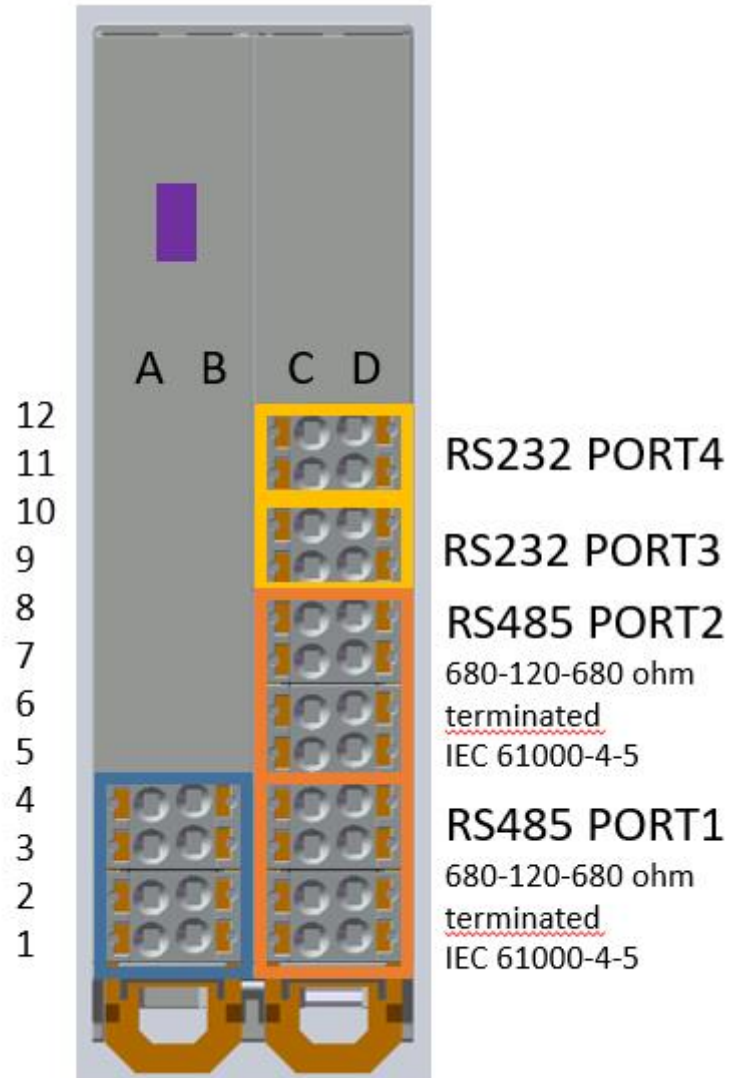 A B C D
12
11
10
9
8
7
6
5
4
3
2
1
RS232 PORT4
RS232 PORT3
RS485 PORT2
680-120-680 ohm
terminated
IEC 61000-4-5
RS485 PORT1
680-120-680 ohm
terminated
IEC 61000-4-5